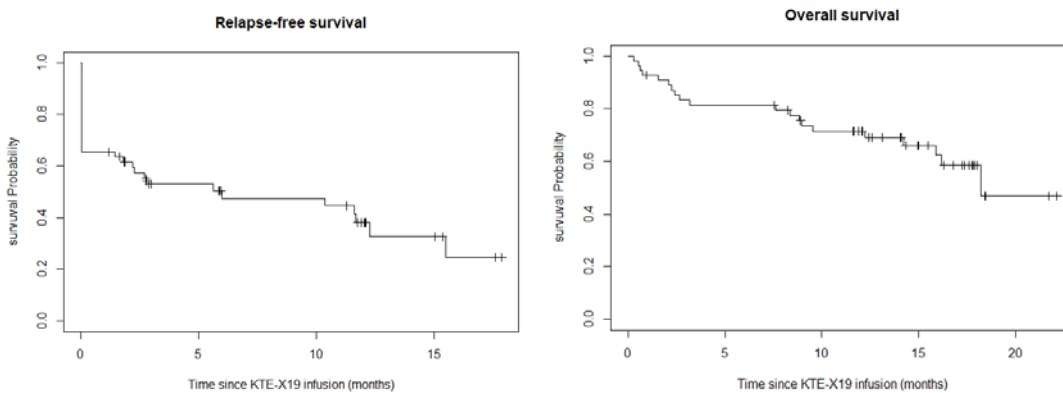 Relapse-free survival
survuval Probability
1.0
0.8
0.6
0.4
0.2
0.0
0 5 10 15
Time since KTE-X19 infusion (months)
Overall survival
survuval Probability
1.0
0.8
0.6
0.4
0.2
0.0
0 5 10 15 20
Time since KTE-X19 infusion (months)